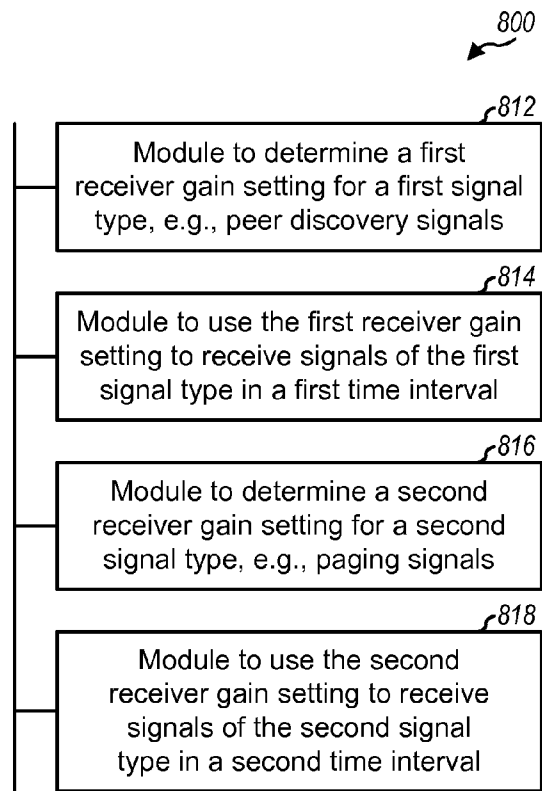 800
812
Module to determine a first
receiver gain setting for a first signal
type, e.g., peer discovery signals
814
Module to use the first receiver gain
setting to receive signals of the first
signal type in a first time interval
816
Module to determine a second
receiver gain setting for a second
signal type, e.g., paging signals
818
Module to use the second
receiver gain setting to receive
signals of the second signal
type in a second time interval